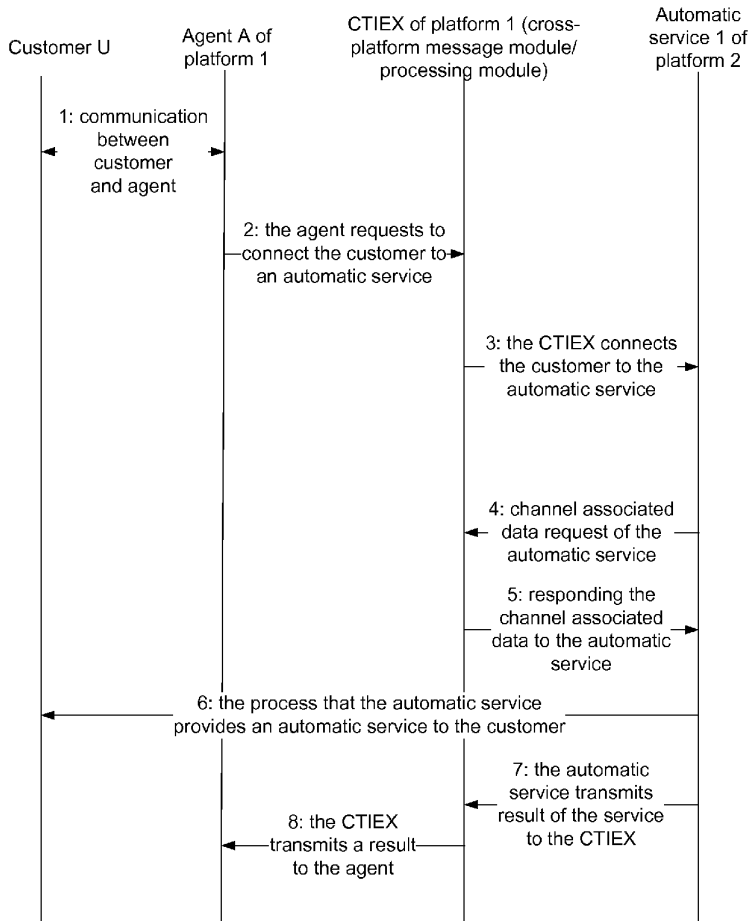 Customer U
Agent A of
platform 1
CTIEX of platform 1 (cross-
platform message module/
processing module)
Automatic
service 1 of
platform 2
1: communication
between
customer
and agent
2: the agent requests to
connect the customer to
an automatic service
3: the CTIEX connects
the customer to the
automatic service
4: channel associated
data request of the
automatic service
5: responding the
channel associated
data to the automatic
service
6: the process that the automatic service
provides an automatic service to the customer
7: the automatic
service transmits
result of the service
to the CTIEX
8: the CTIEX
transmits a result
to the agent